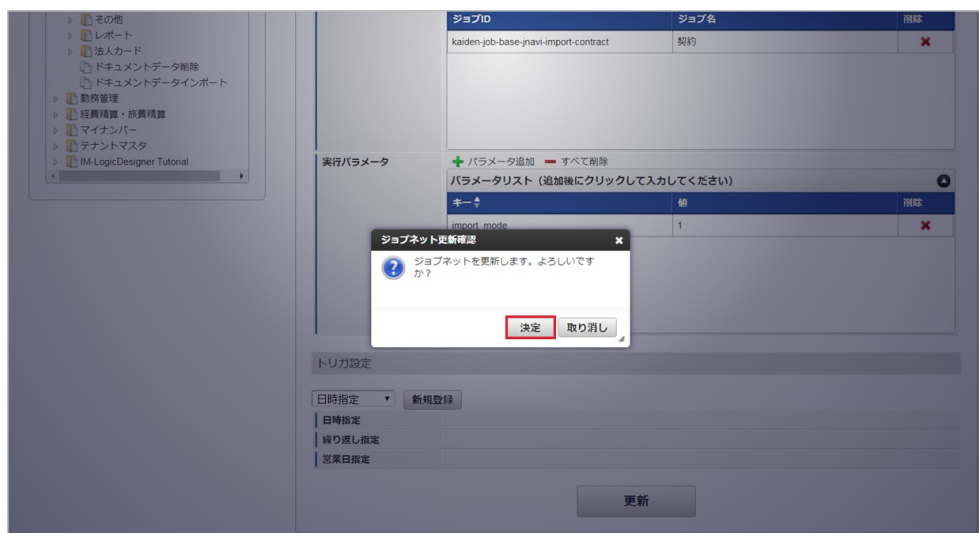 その他
レポート
法人カード
ドキュメントデータ削除
ドキュメントデータインポート
勤務管理
経費精算・旅費精算
マイナンバー
テナントマスタ
IM-LogicDesigner Tutorial
ジョブID ジョブ名 削除
kaiden-job-base-jnavi-import-contract 契約
実行パラメータ パラメータ追加 すべて削除
パラメータリスト（追加後にクリックして入力してください）
キー 値 削除
import_mode 1
ジョブネット更新確認
ジョブネットを更新します。よろしいです
か？
決定 取り消し
トリガ設定
日時指定 新規登録
日時指定
繰り返し指定
営業日指定
更新